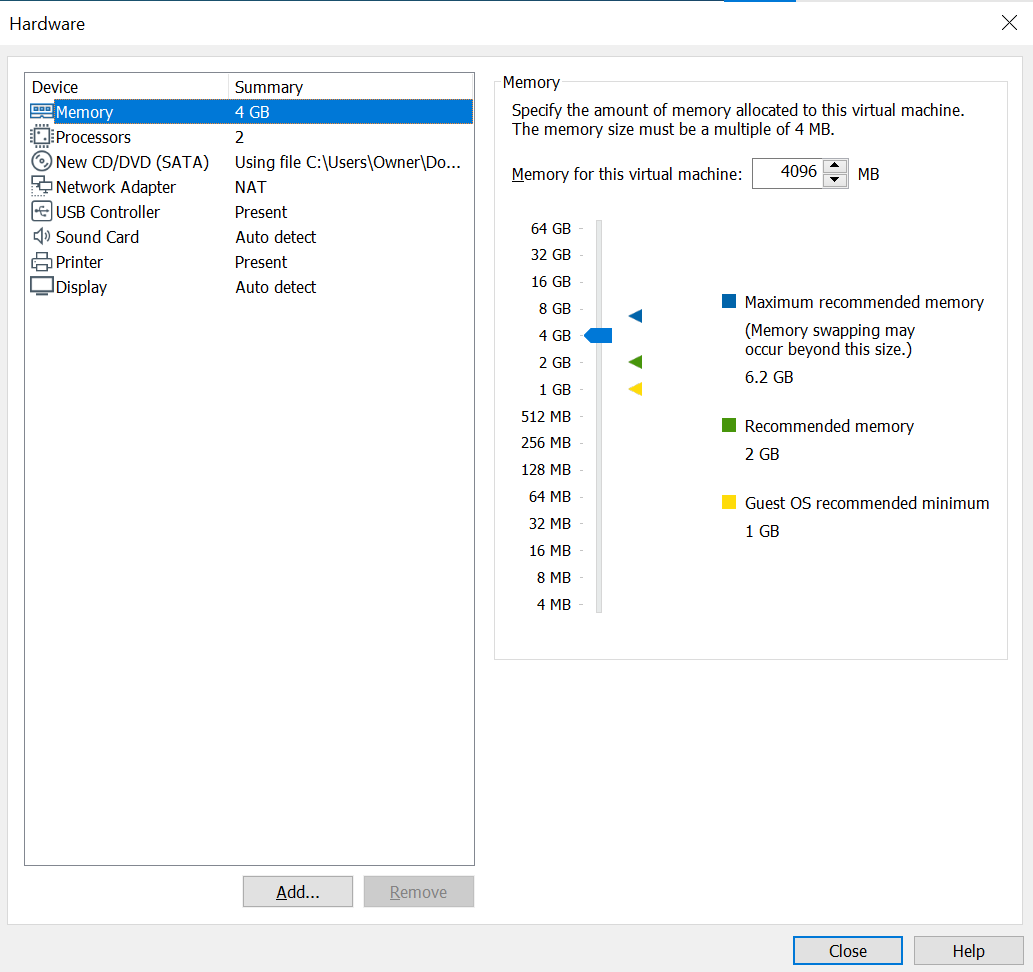 Hardware
Device Summary
Memory 4 GB
Processors 2
New CD/DVD (SATA) Using file C:\Users\Owner\Do...
Network Adapter NAT
USB Controller Present
Sound Card Auto detect
Printer Present
Display Auto detect
Add...
Remove
Memory
Specify the amount of memory allocated to this virtual machine.
The memory size must be a multiple of 4 MB.
Memory for this virtual machine: 4096 MB
64 GB
32 GB
16 GB
8 GB
4 GB
2 GB
1 GB
512 MB
256 MB
128 MB
64 MB
32 MB
16 MB
8 MB
4 MB
Maximum recommended memory
(Memory swapping may
occur beyond this size.)
6.2 GB
Recommended memory
2 GB
Guest OS recommended minimum
1 GB
Close
Help